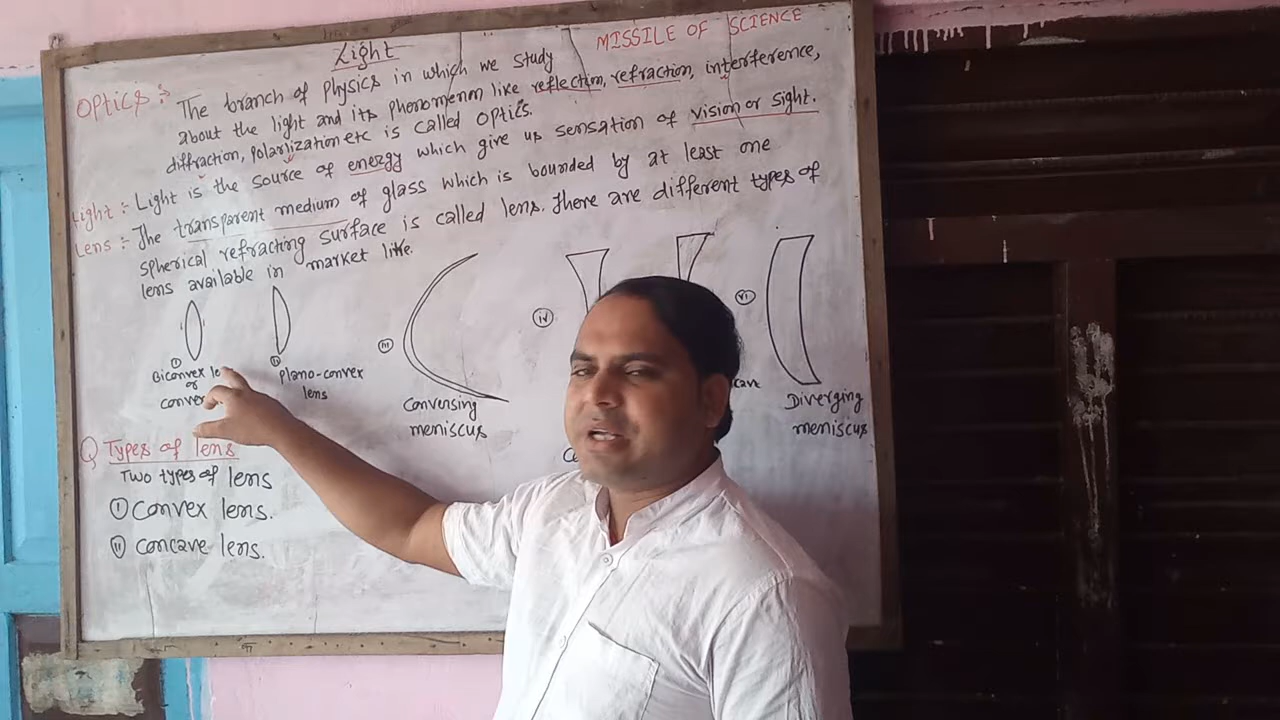 Light
MISSILE OF SCIENCE
Optics :- The branch of physics in which we study
about the light and its phenomenm like reflection, refraction, interference,
diffraction, polarlization etc is called optics.
Light :- Light is the source of energy which give us sensation of vision or sight.
Lens :- The transparent medium of glass which is bounded by at least one
spherical refracting surface is called lens. There are different types of
lens available in market like.
(i)
Biconvex
or
(ii)
Plano-convex
lens
(iii)
Conversing
meniscus
(iv)
(vi)
Diverging
meniscus
Q Types of lens
Two types of lens
(i) Convex lens.
(ii) Concave lens.